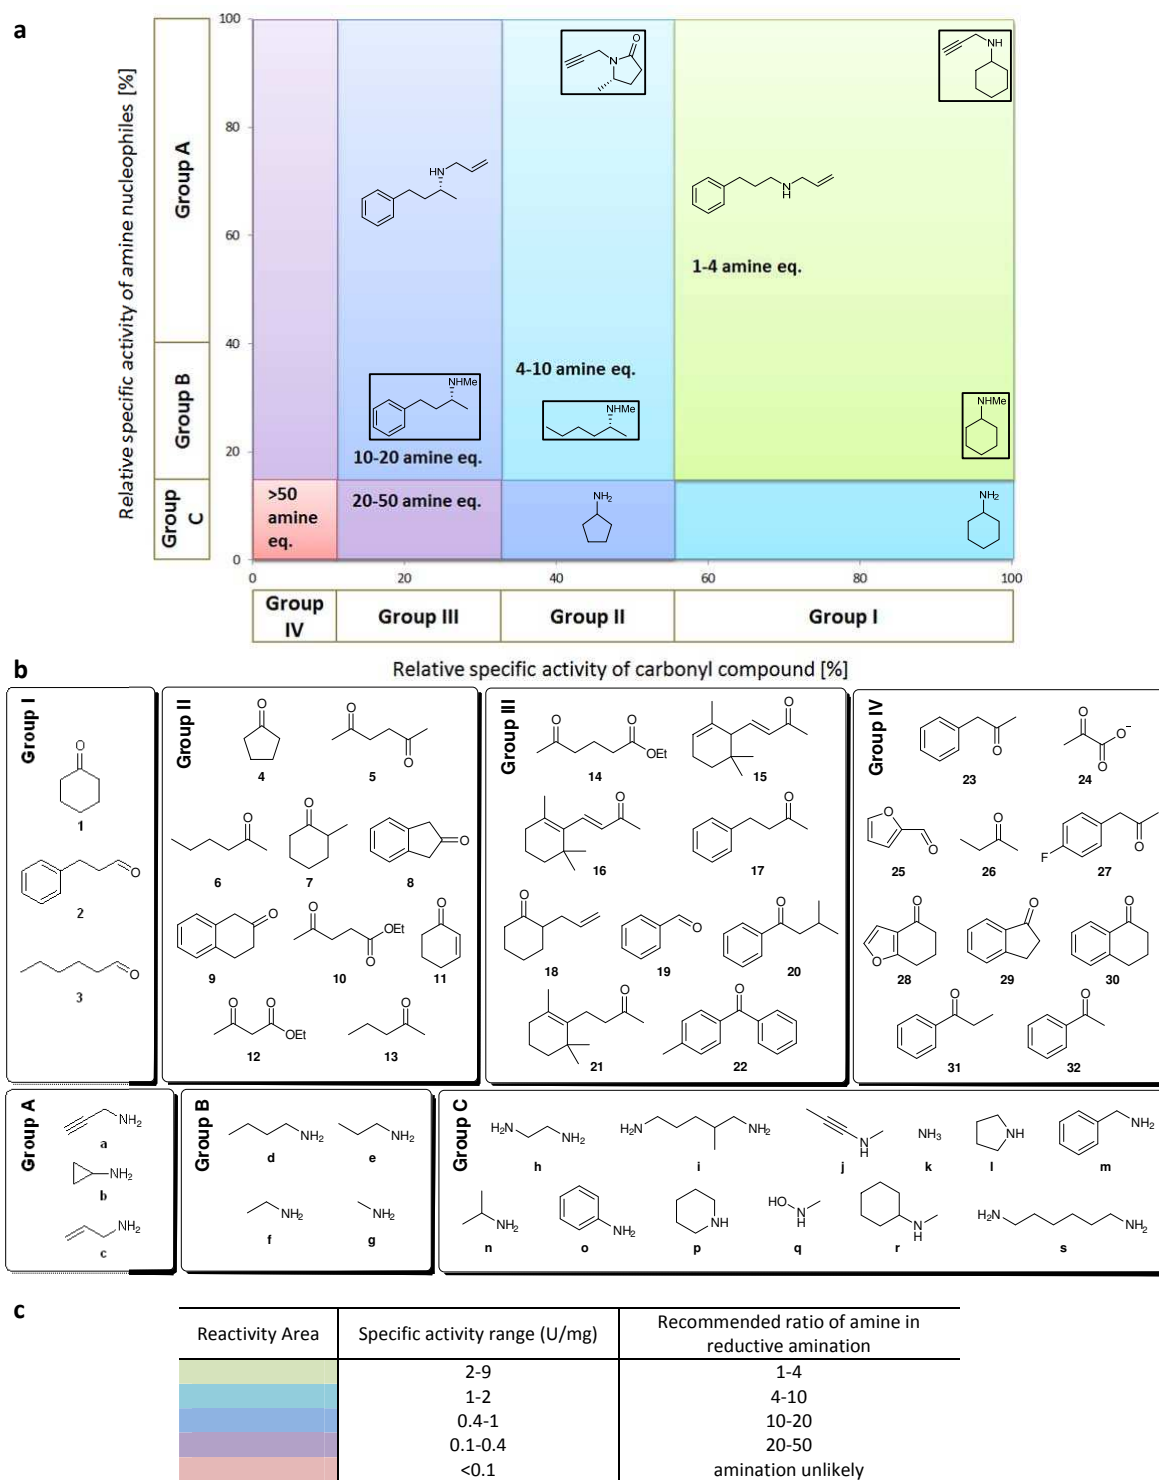 a
Relative specific activity of amine nucleophiles [%]
Group A
Group B
Group C
100
80
60
40
20
0
O
N
NH
HN
N
H
1-4 amine eq.
4-10 amine eq.
NHMe
NHMe
NHMe
10-20 amine eq.
>50 amine eq.
20-50 amine eq.
NH2
NH2
0 20 40 60 80 100
Group IV
Group III
Group II
Group I
Relative specific activity of carbonyl compound [%]
b
Group I
O
1
O
2
O
3
Group II
O
4
O
O
5
O
6
O
7
O
8
O
9
O
OEt
O
10
O
11
O O
OEt
12
O
13
Group III
O O
OEt
14
O
15
O
16
O
17
O
18
O
19
O
20
O
21
O
22
Group IV
O
23
O
O−
O
24
O
O
25
O
26
F
O
27
O
O
28
O
29
O
30
O
31
O
32
Group A
NH2
a
NH2
b
NH2
c
Group B
NH2
d
NH2
e
NH2
f
NH2
g
Group C
H2N
NH2
h
H2N
NH2
i
N
H
j
NH3
k
NH
l
NH2
m
NH2
n
NH2
o
NH
p
HO
N
H
q
N
H
r
NH2
NH2
s
c
Reactivity Area
Specific activity range (U/mg)
Recommended ratio of amine in
reductive amination
2-9 1-4
1-2 4-10
0.4-1 10-20
0.1-0.4 20-50
<0.1 amination unlikely